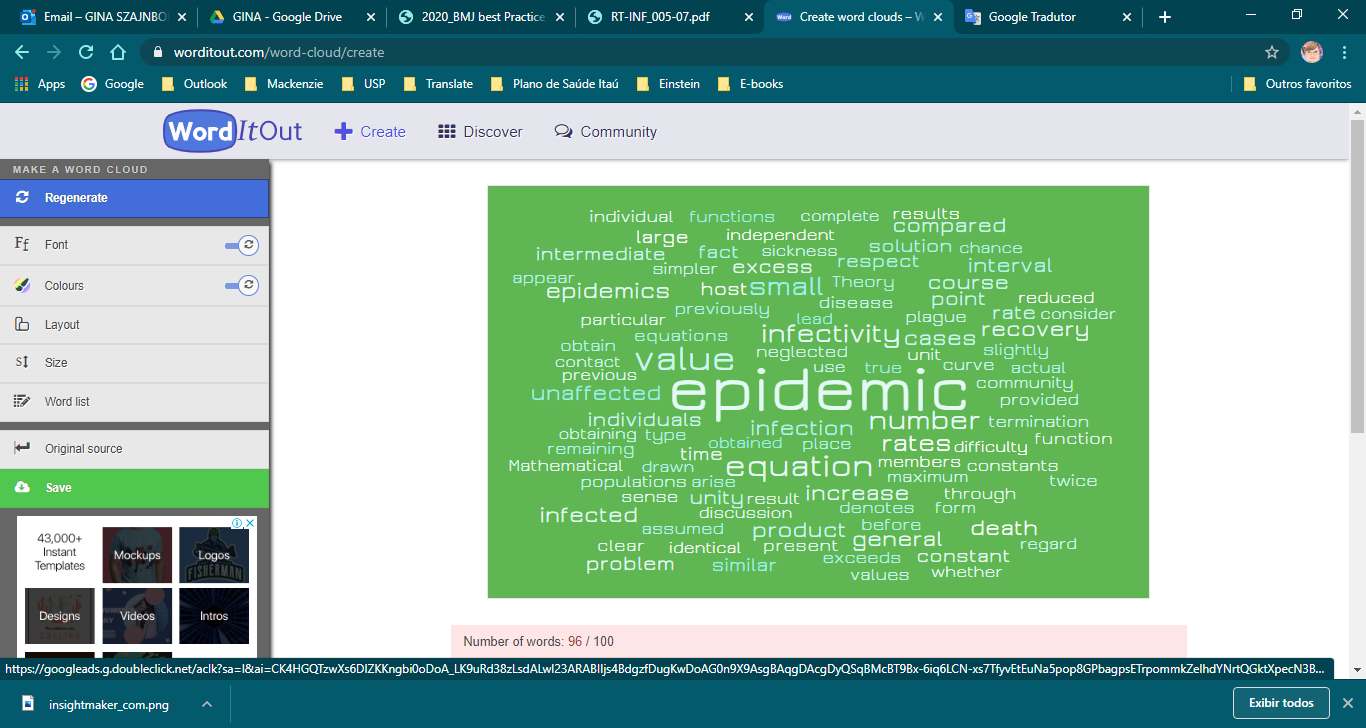 Email – GINA SZAJNBO
GINA - Google Drive
2020_BMJ best Practice
RT-INF_005-07.pdf
Create word clouds – W
Google Tradutor
worditout.com/word-cloud/create
Apps Google Outlook Mackenzie USP Translate Plano de Saúde Itaú Einstein E-books Outros favoritos
WordItOut Create Discover Community
MAKE A WORD CLOUD
Regenerate
Ff Font
Colours
Layout
Size
Word list
Original source
Save
43,000+
Instant
Templates
Mockups
Logos
FISHERMAN
Designs
Videos
Intros
individual functions complete results
compared
large independent
intermediate fact sickness solution chance
simpler excess respect interval
appear
epidemics host small Theory course
previously disease point reduced
particular lead plague rate consider
equations infectivity cases recovery
obtain value neglected unit slightly
contact use true curve actual
previous epidemic community
unaffected provided
individuals infection number termination
obtaining type obtained place rates difficulty function
remaining time
Mathematical drawn equation members constants
populations arise maximum twice
sense unity result increase through
infected discussion denotes form
assumed product before death
clear identical present general regard
problem similar exceeds constant
values whether
Number of words: 96 / 100
insightmaker_com.png
Exibir todos